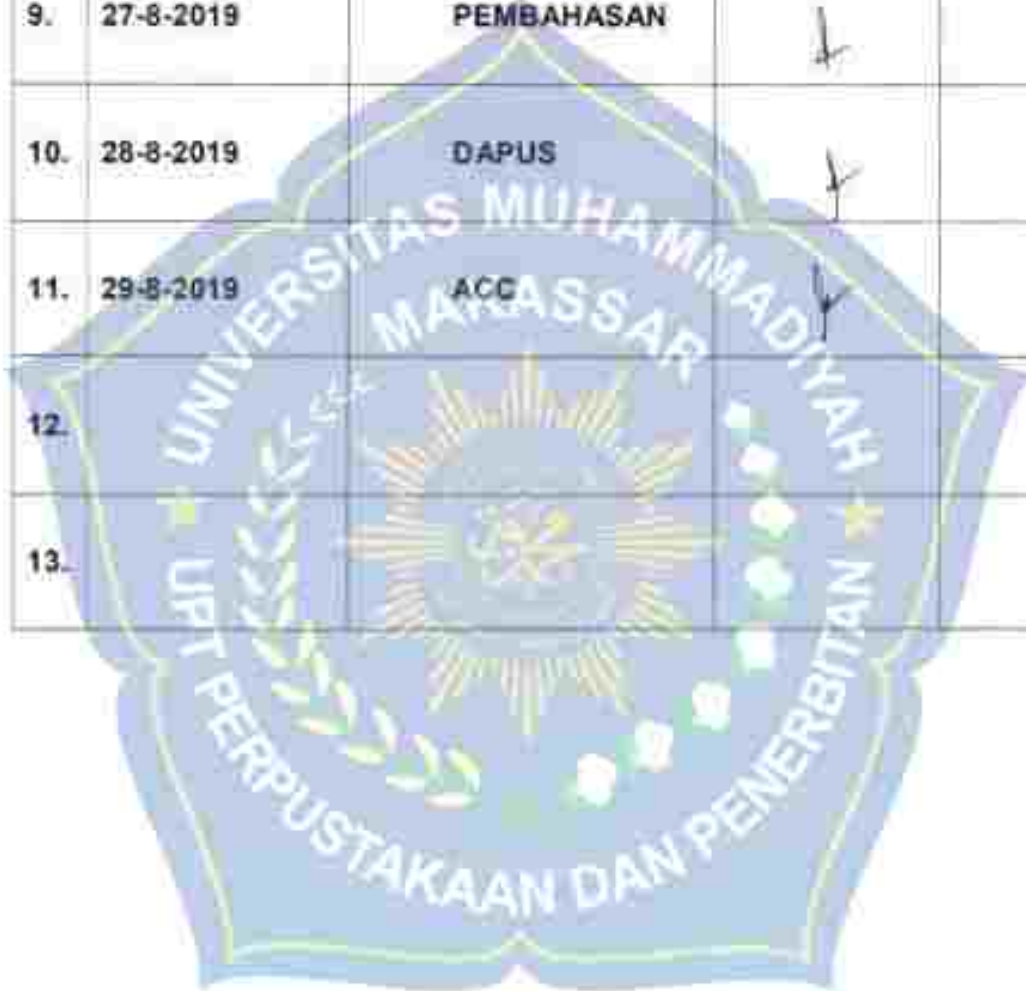 9. 27-8-2019 PEMBAHASAN
10. 28-8-2019 DAPUS
11. 29-8-2019 ACC
12.
13.
UNIVERSITAS MUHAMMADIYAH
MAKASSAR
UPT PERPUSTAKAAN DAN PENERBITAN